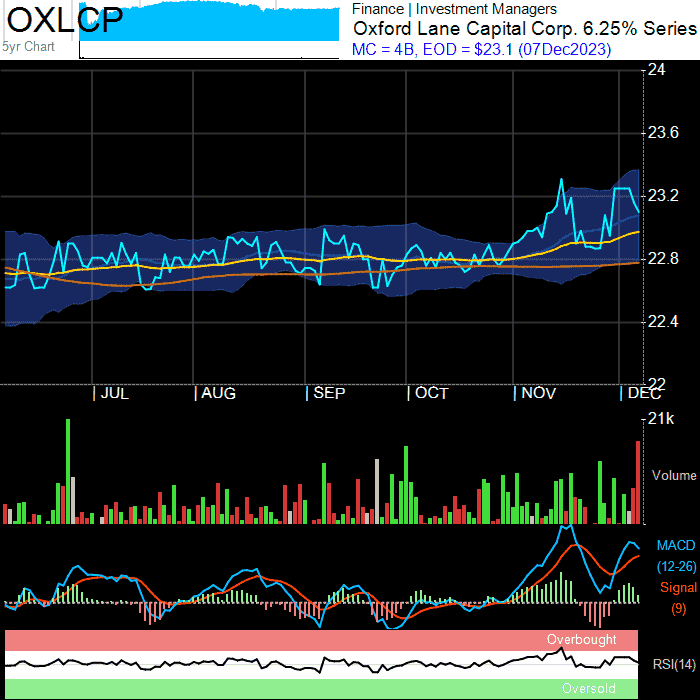 OXLCP
5yr Chart
Finance | Investment Managers
Oxford Lane Capital Corp. 6.25% Series
MC = 4B, EOD = $23.1 (07Dec2023)
24
23.6
23.2
22.8
22.4
22
| JUL | AUG | SEP | OCT | NOV | DEC
21k
Volume
MACD
(12-26)
Signal
(9)
Overbought
RSI(14)
Oversold